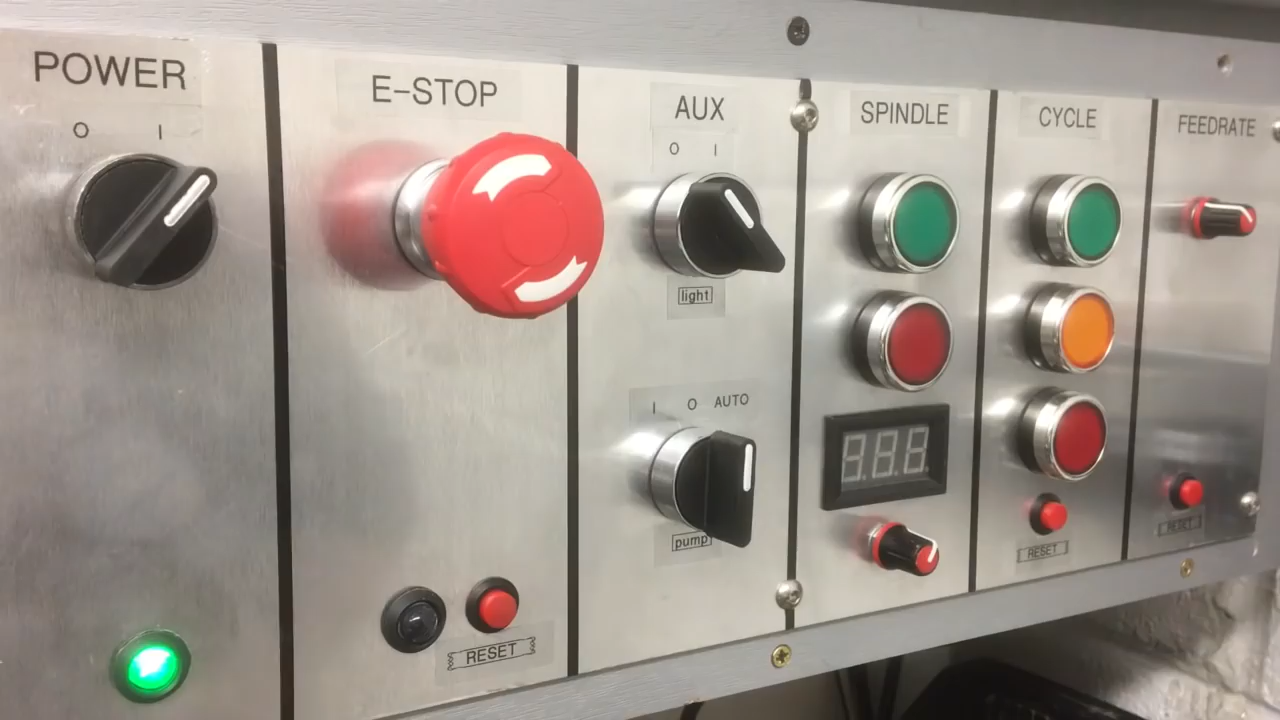 POWER
O I
E-STOP
RESET
AUX
O I
light
I O AUTO
pump
SPINDLE
CYCLE
RESET
FEEDRATE
RESET